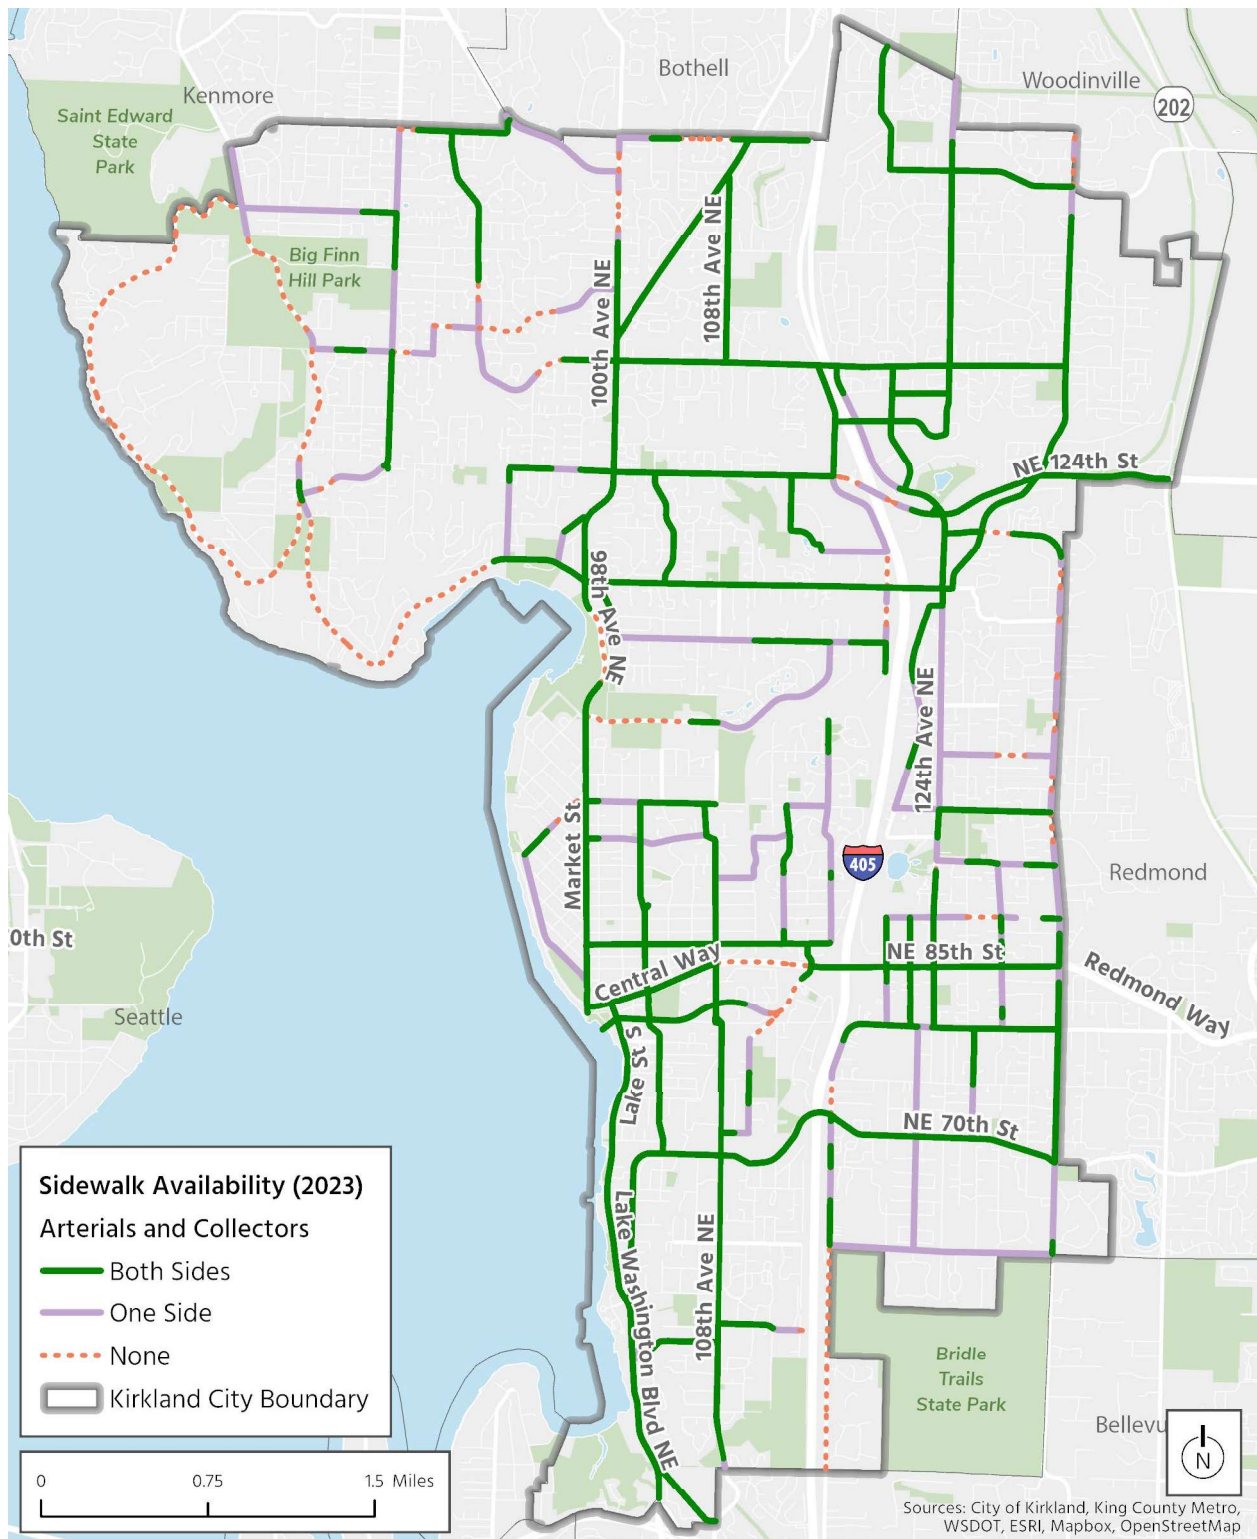 Bothell
Woodinville
202
Kenmore
Saint Edward
State
Park
Big Finn
Hill Park
100th Ave NE
108th Ave NE
NE 124th St
98th Ave NE
124th Ave NE
Market St
405
Redmond
0th St
Seattle
Central Way
NE 85th St
Redmond Way
Lake St S
NE 70th St
Lake Washington Blvd NE
108th Ave NE
Bridle
Trails
State Park
Bellevu
N
Sidewalk Availability (2023)
Arterials and Collectors
Both Sides
One Side
None
Kirkland City Boundary
0 0.75 1.5 Miles
Sources: City of Kirkland, King County Metro,
WSDOT, ESRI, Mapbox, OpenStreetMap